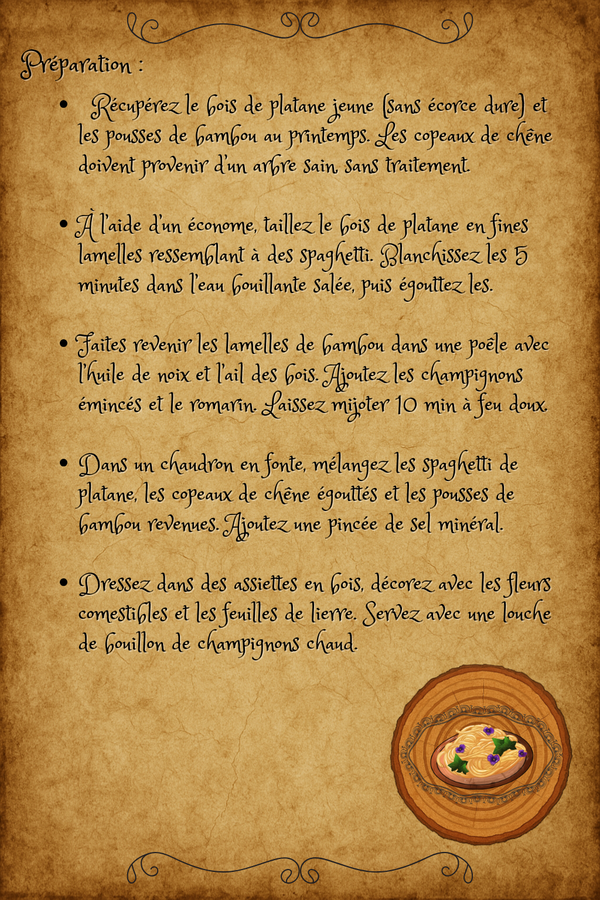 Préparation :
• Récupérez le bois de platane jeune (sans écorce dure) et
les pousses de bambou au printemps. Les copeaux de chêne
doivent provenir d'un arbre sain, sans traitement.
• À l'aide d'un économe, taillez le bois de platane en fines
lamelles ressemblant à des spaghetti. Blanchissez les 5
minutes dans l'eau bouillante salée, puis égouttez les.
• Faites revenir les lamelles de bambou dans une poêle avec
l'huile de noix et l'ail des bois. Ajoutez les champignons
émincés et le romarin. Laissez mijoter 10 min à feu doux.
• Dans un chaudron en fonte, mélangez les spaghetti de
platane, les copeaux de chêne égouttés et les pousses de
bambou revenues. Ajoutez une pincée de sel minéral.
• Dressez dans des assiettes en bois, décorez avec les fleurs
comestibles et les feuilles de lierre. Servez avec une louche
de bouillon de champignons chaud.